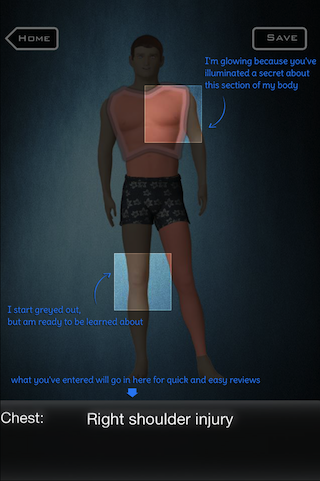 Home
Save
I'm glowing because you've
illuminated a secret about
this section of my body
I start greyed out,
but am ready to be learned about
what you've entered will go in here for quick and easy reviews
Chest: Right shoulder injury